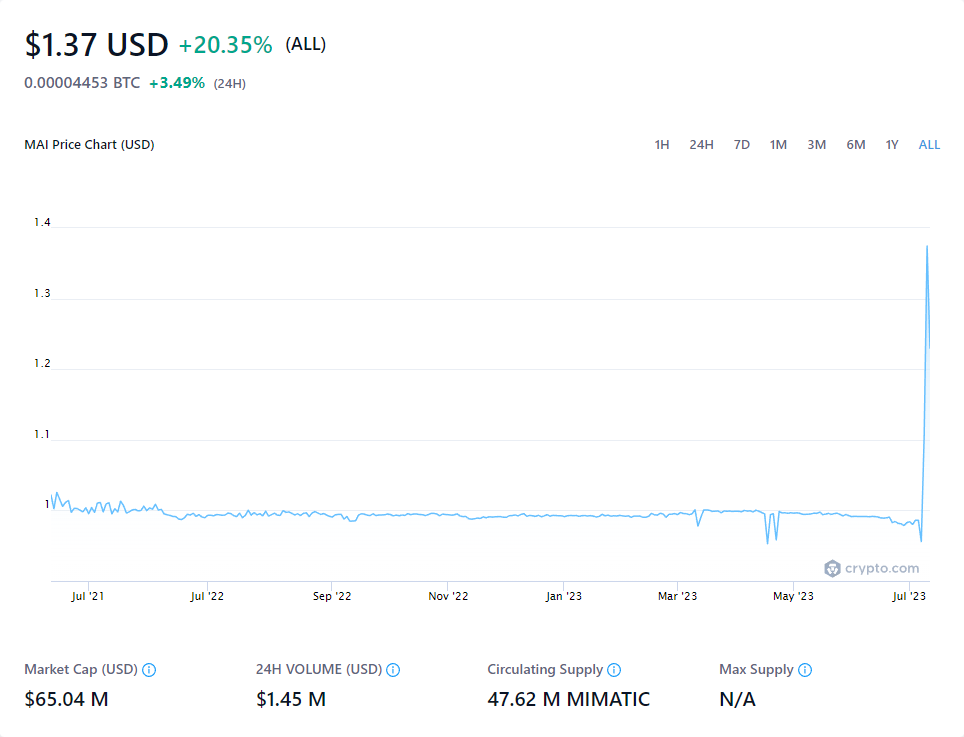 $1.37 USD +20.35% (ALL)
0.00004453 BTC +3.49% (24H)
MAI Price Chart (USD) 1H 24H 7D 1M 3M 6M 1Y ALL
1.4
1.3
1.2
1.1
1
crypto.com
Jul '21 Jul '22 Sep '22 Nov '22 Jan '23 Mar '23 May '23 Jul '23
Market Cap (USD) 24H VOLUME (USD) Circulating Supply Max Supply
$65.04 M $1.45 M 47.62 M MIMATIC N/A